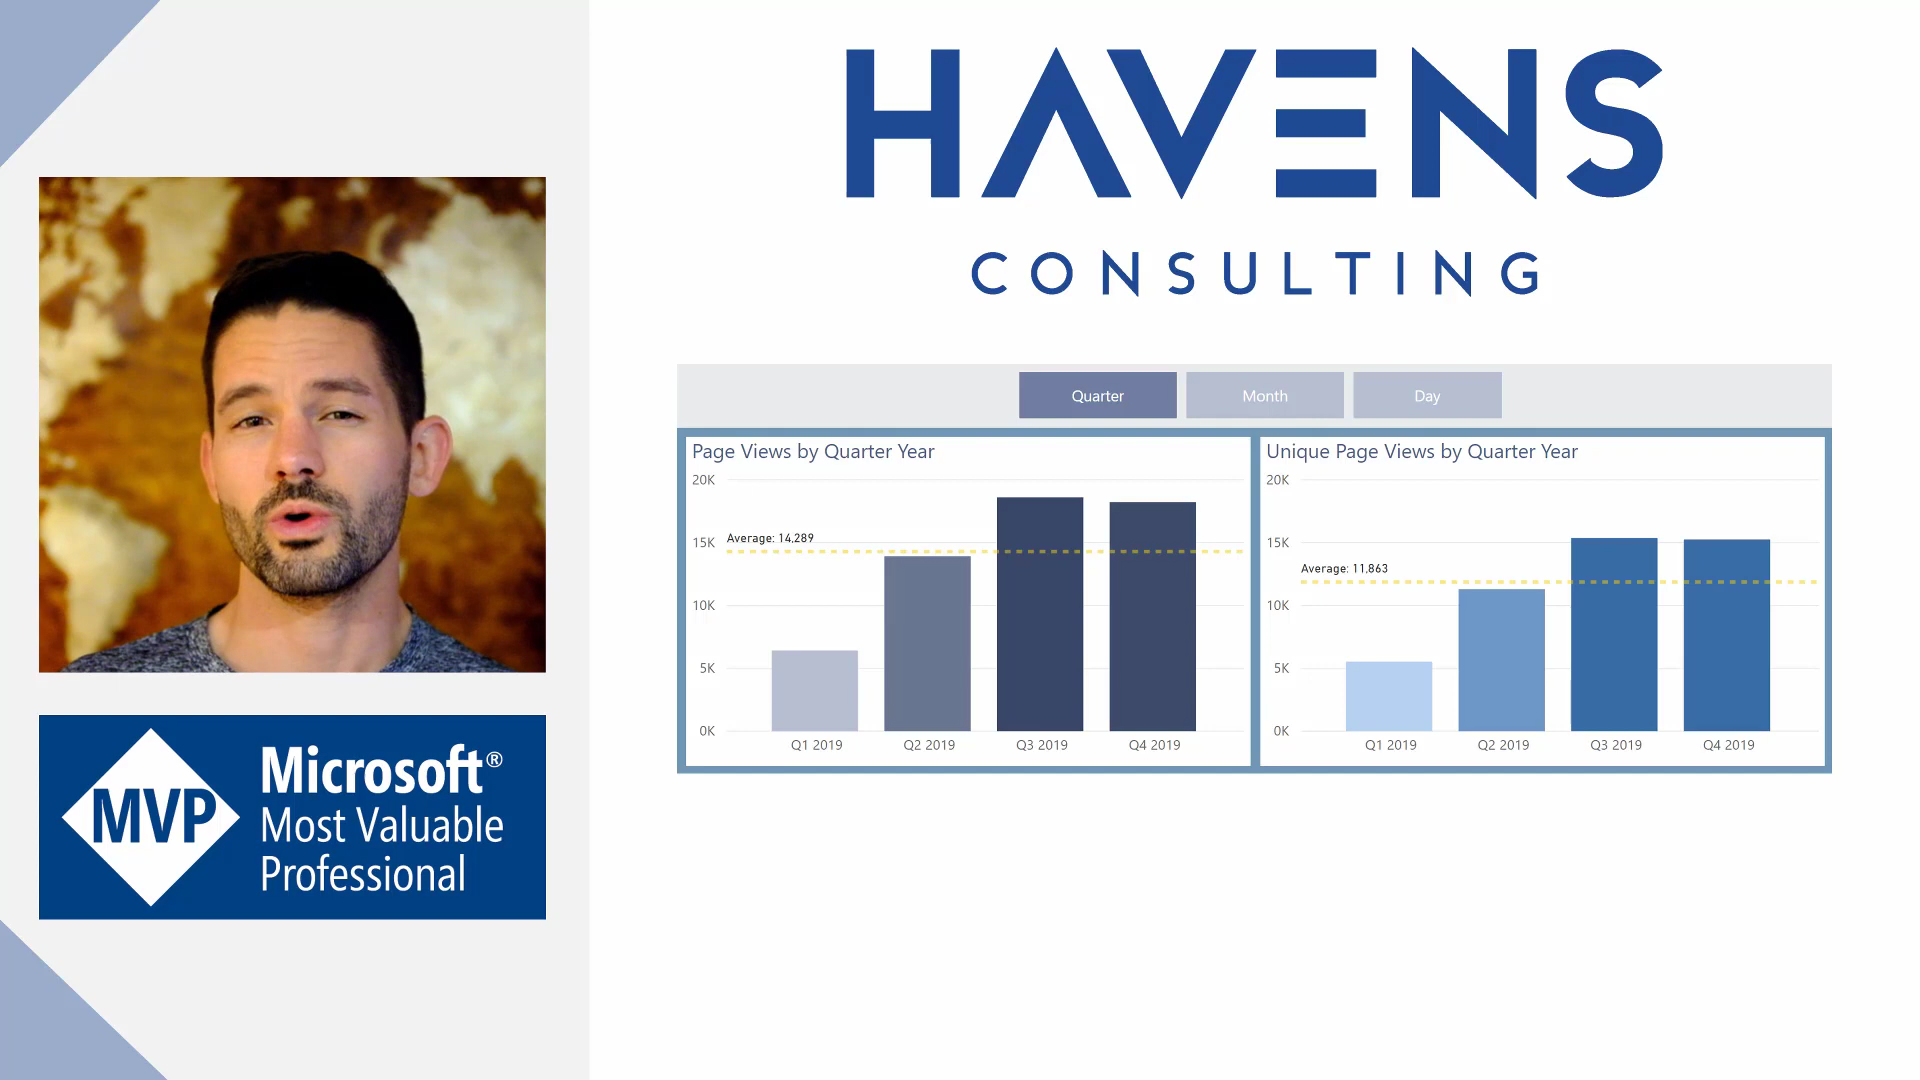 HAVENS
CONSULTING
Quarter Month Day
Page Views by Quarter Year
20K
15K
10K
5K
0K
Average: 14,289
Q1 2019 Q2 2019 Q3 2019 Q4 2019
Unique Page Views by Quarter Year
20K
15K
10K
5K
0K
Average: 11,863
Q1 2019 Q2 2019 Q3 2019 Q4 2019
MVP
Microsoft®
Most Valuable
Professional